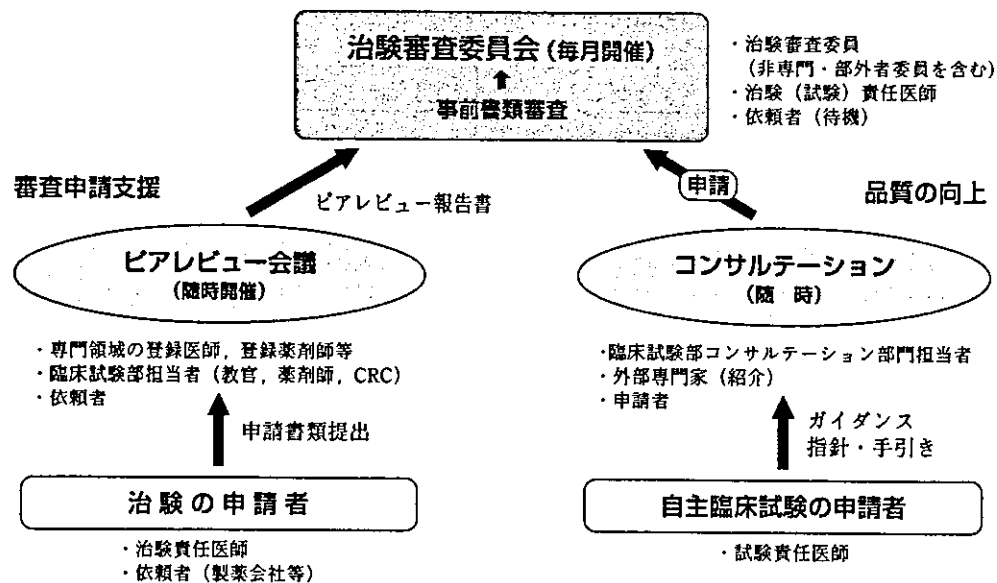 治験審査委員会(毎月開催)
事前書類審査
・治験審査委員
(非専門・部外者委員を含む)
・治験(試験)責任医師
・依頼者(待機)
審査申請支援
ピアレビュー報告書
申請
品質の向上
ピアレビュー会議
(随時開催)
コンサルテーション
(随 時)
・専門領域の登録医師,登録薬剤師等
・臨床試験部担当者(教官,薬剤師,CRC)
・依頼者
・臨床試験部コンサルテーション部門担当者
・外部専門家(紹介)
・申請者
申請書類提出
ガイダンス
指針・手引き
治験の申請者
自主臨床試験の申請者
・治験責任医師
・依頼者(製薬会社等)
・試験責任医師